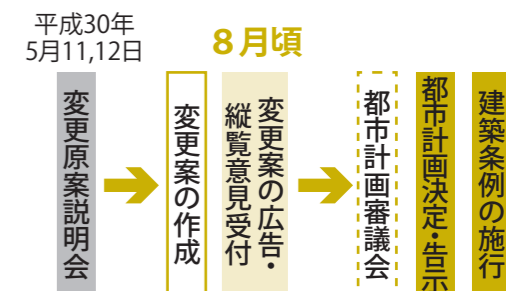 平成30年
5月11,12日
8月頃
変更原案説明会
変更案の作成
変更案の広告・
縦覧意見受付
都市計画審議会
都市計画決定・告示
建築条例の施行